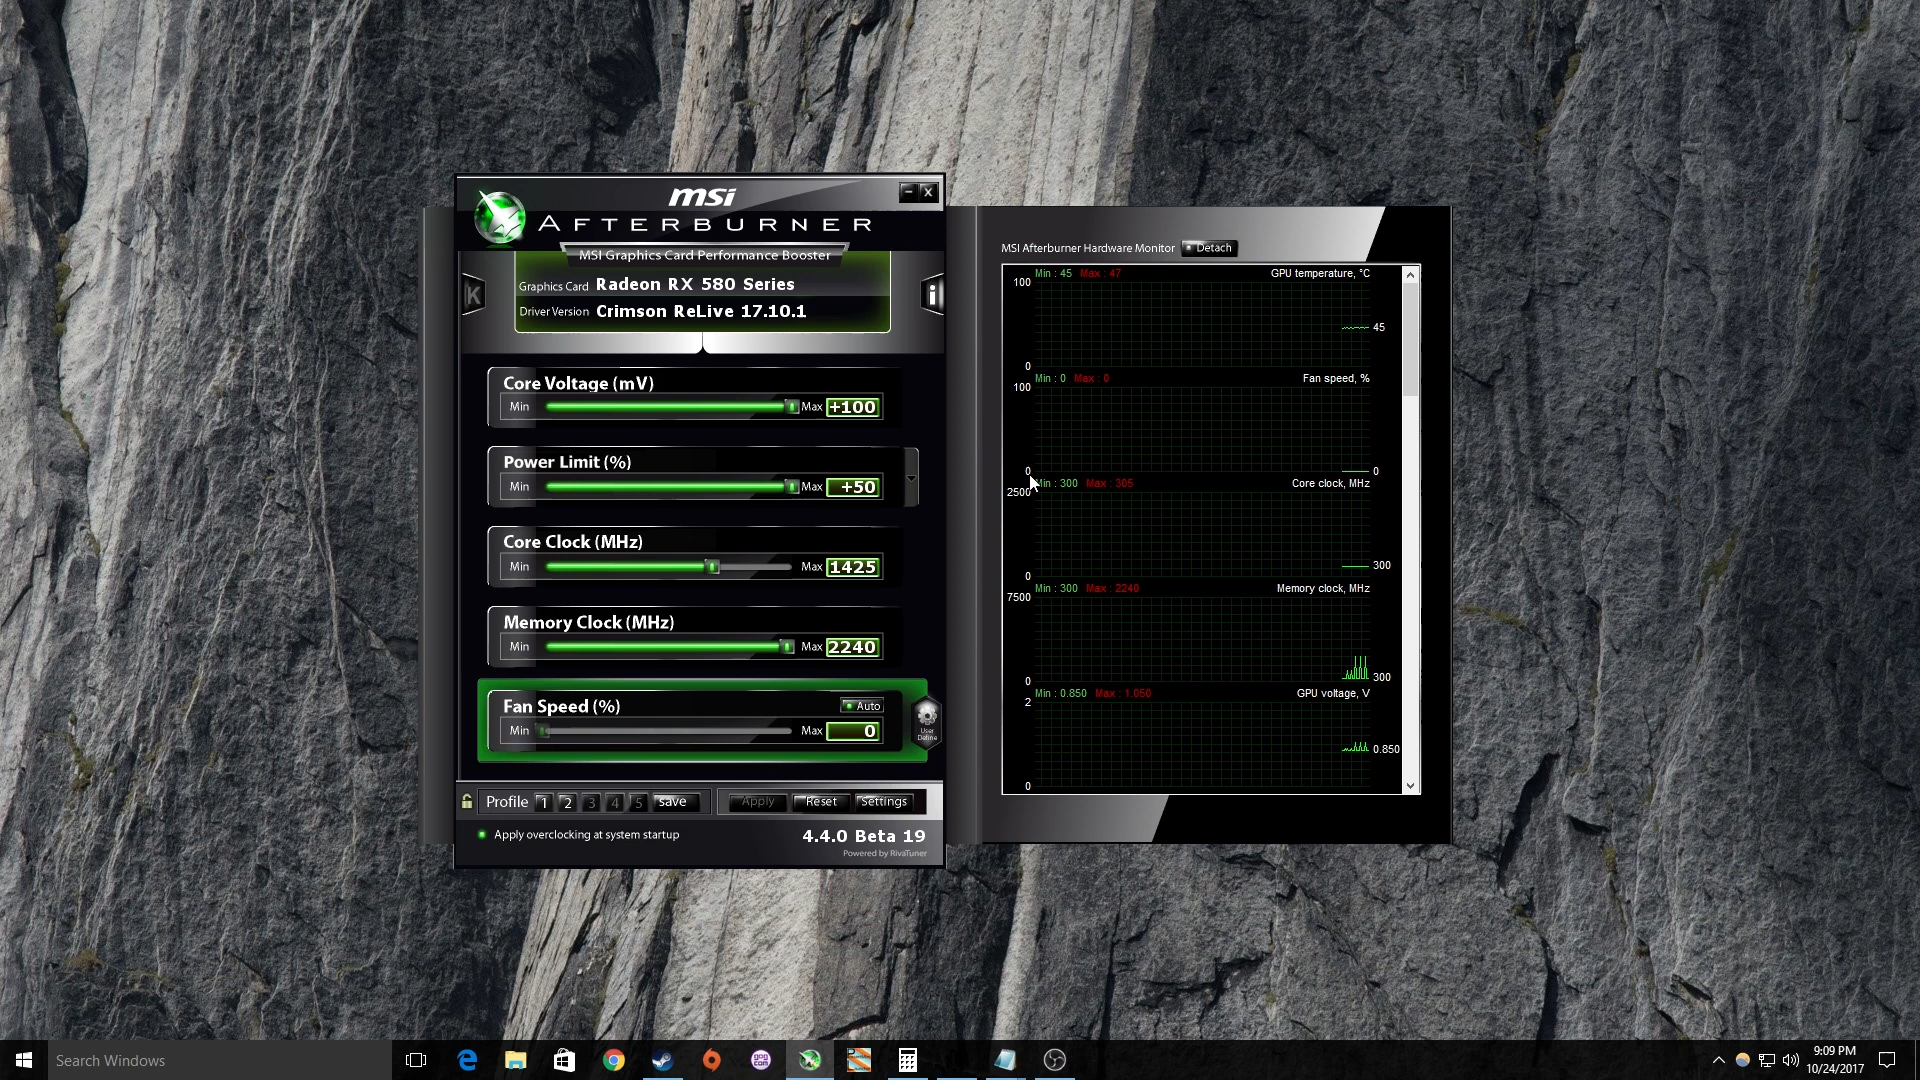 msi
AFTERBURNER
MSI Graphics Card Performance Booster
Graphics Card Radeon RX 580 Series
Driver Version Crimson ReLive 17.10.1
K
i
Core Voltage (mV)
Min Max +100
Power Limit (%)
Min Max +50
Core Clock (MHz)
Min Max 1425
Memory Clock (MHz)
Min Max 2240
Fan Speed (%) Auto
Min Max 0
User Define
Profile 1 2 3 4 5 save Apply Reset Settings
Apply overclocking at system startup
4.4.0 Beta 19
Powered by RivaTuner
MSI Afterburner Hardware Monitor Detach
Min : 45 Max : 47 GPU temperature, °C
100
45
0
Min : 0 Max : 0 Fan speed, %
100
0
0
Min : 300 Max : 305 Core clock, MHz
2500
300
0
Min : 300 Max : 2240 Memory clock, MHz
7500
300
0
Min : 0.850 Max : 1.050 GPU voltage, V
2
0.850
0
Search Windows
gog com
9:09 PM
10/24/2017